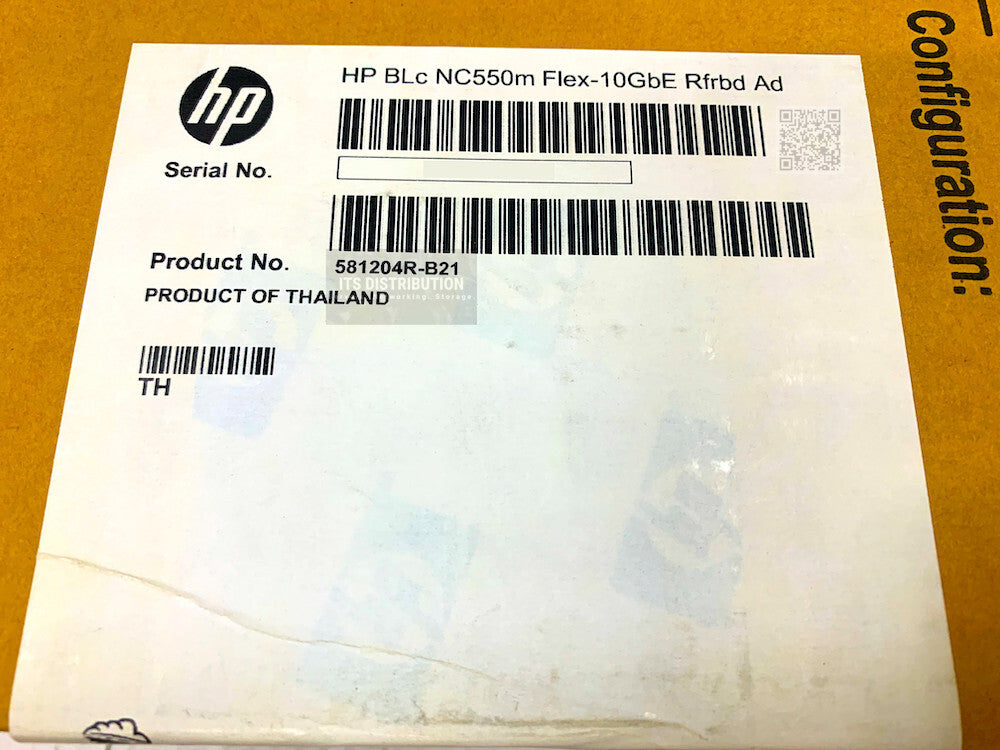 hp
HP BLc NC550m Flex-10GbE Rfrbd Ad
Serial No.
Product No.
581204R-B21
ITS DISTRIBUTION
PRODUCT OF THAILAND
Storage.
TH
Configuration: